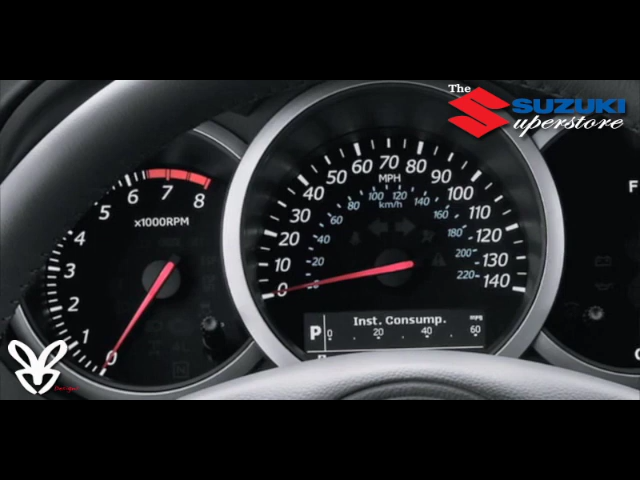 The
SUZUKI
uperstore
0 1 2 3 4 5 6 7 8
x1000RPM
0 10 20 30 40 50 60 70 80 90 100 110 120 130 140
MPH
20 40 60 80 100 120 140 160 180 200 220
km/h
F
Inst. Consump. mpg
P 0 20 40 60